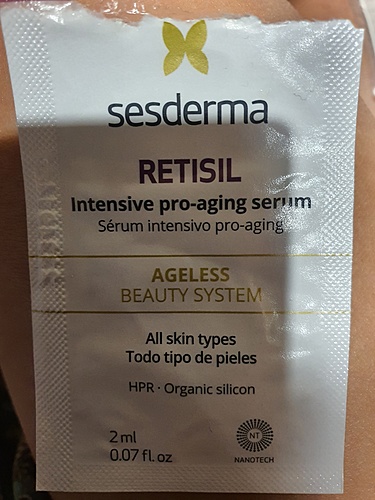 sesderma
RETISIL
Intensive pro-aging serum
Sérum intensivo pro-aging
AGELESS
BEAUTY SYSTEM
All skin types
Todo tipo de pieles
HPR · Organic silicon
2 ml
0.07 fl. oz
NT
NANOTECH